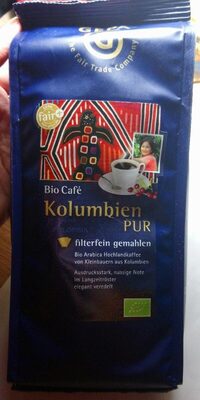 GEPA
The Fair Trade Company
fair+
Bio Café
Kolumbien
PUR
filterfein gemahlen
Bio Arabica Hochlandkaffee
von Kleinbauern aus Kolumbien
Ausdrucksstark, nussige Note
im Langzeitröster
elegant veredelt